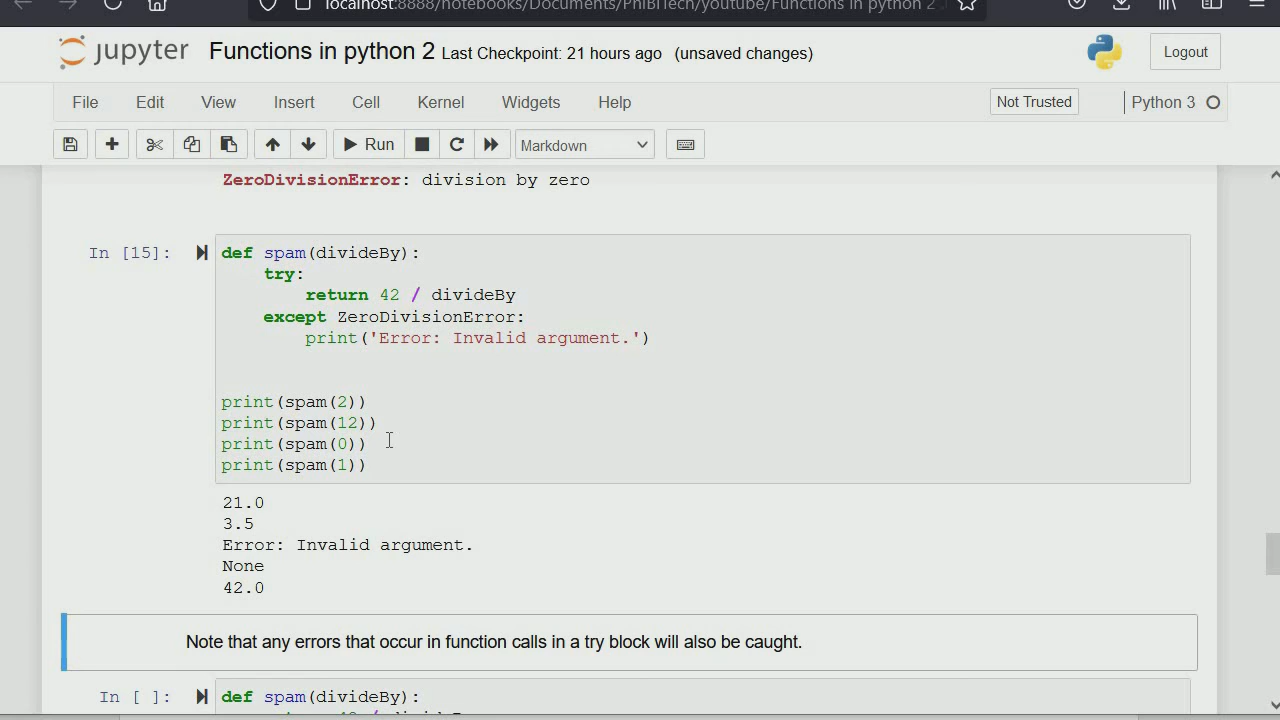 localhost:8888/notebooks/Documents/PhiBiTech/youtube/Functions in python 2
jupyter Functions in python 2 Last Checkpoint: 21 hours ago (unsaved changes) Logout
File Edit View Insert Cell Kernel Widgets Help Not Trusted Python 3
Run Markdown
ZeroDivisionError: division by zero
In [15]: def spam(divideBy):
try:
return 42 / divideBy
except ZeroDivisionError:
print('Error: Invalid argument.')
print(spam(2))
print(spam(12))
print(spam(0))
print(spam(1))
21.0
3.5
Error: Invalid argument.
None
42.0
Note that any errors that occur in function calls in a try block will also be caught.
In [ ]: def spam(divideBy):